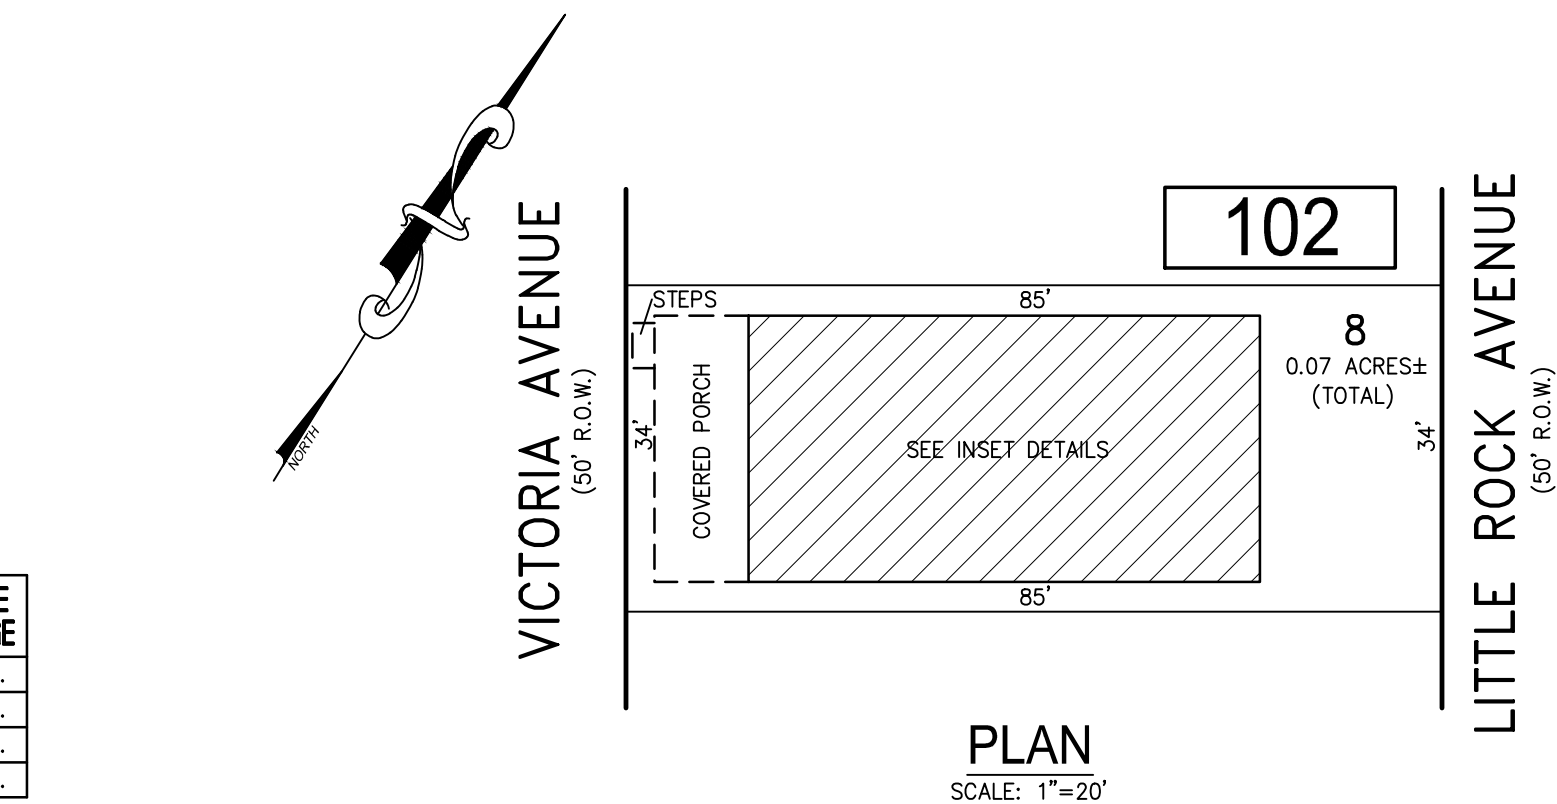 NORTH
VICTORIA AVENUE
(50' R.O.W.)
102
STEPS
85'
8
0.07 ACRES±
(TOTAL)
34'
COVERED PORCH
SEE INSET DETAILS
34'
85'
LITTLE ROCK AVENUE
(50' R.O.W.)
PLAN
SCALE: 1"=20'